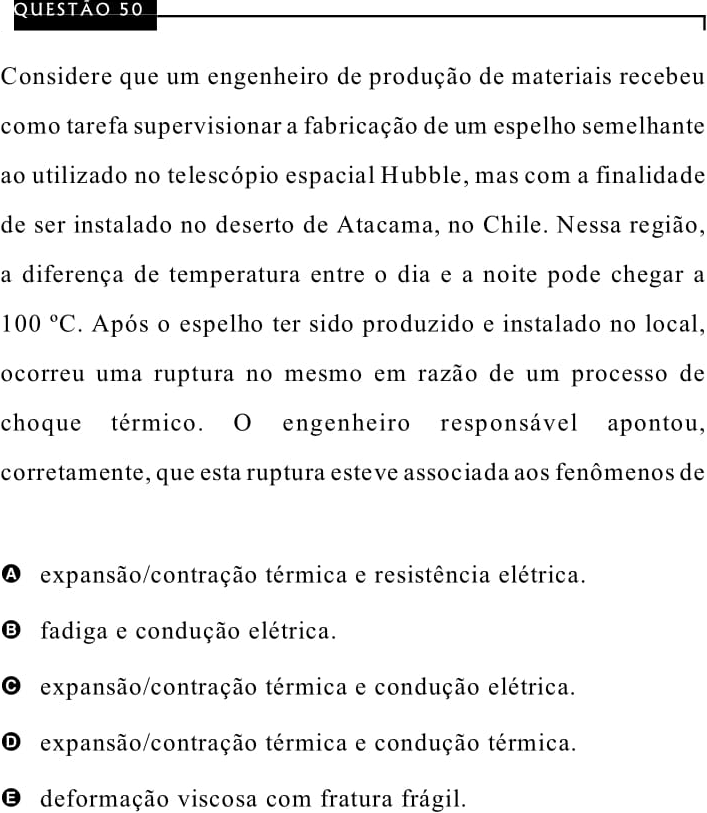 QUESTÃO 50
Considere que um engenheiro de produção de materiais recebeu
como tarefa supervisionar a fabricação de um espelho semelhante
ao utilizado no telescópio espacial Hubble, mas com a finalidade
de ser instalado no deserto de Atacama, no Chile. Nessa região,
a diferença de temperatura entre o dia e a noite pode chegar a
100 ºC. Após o espelho ter sido produzido e instalado no local,
ocorreu uma ruptura no mesmo em razão de um processo de
choque térmico. O engenheiro responsável apontou,
corretamente, que esta ruptura esteve associada aos fenômenos de
A expansão/contração térmica e resistência elétrica.
B fadiga e condução elétrica.
C expansão/contração térmica e condução elétrica.
D expansão/contração térmica e condução térmica.
E deformação viscosa com fratura frágil.